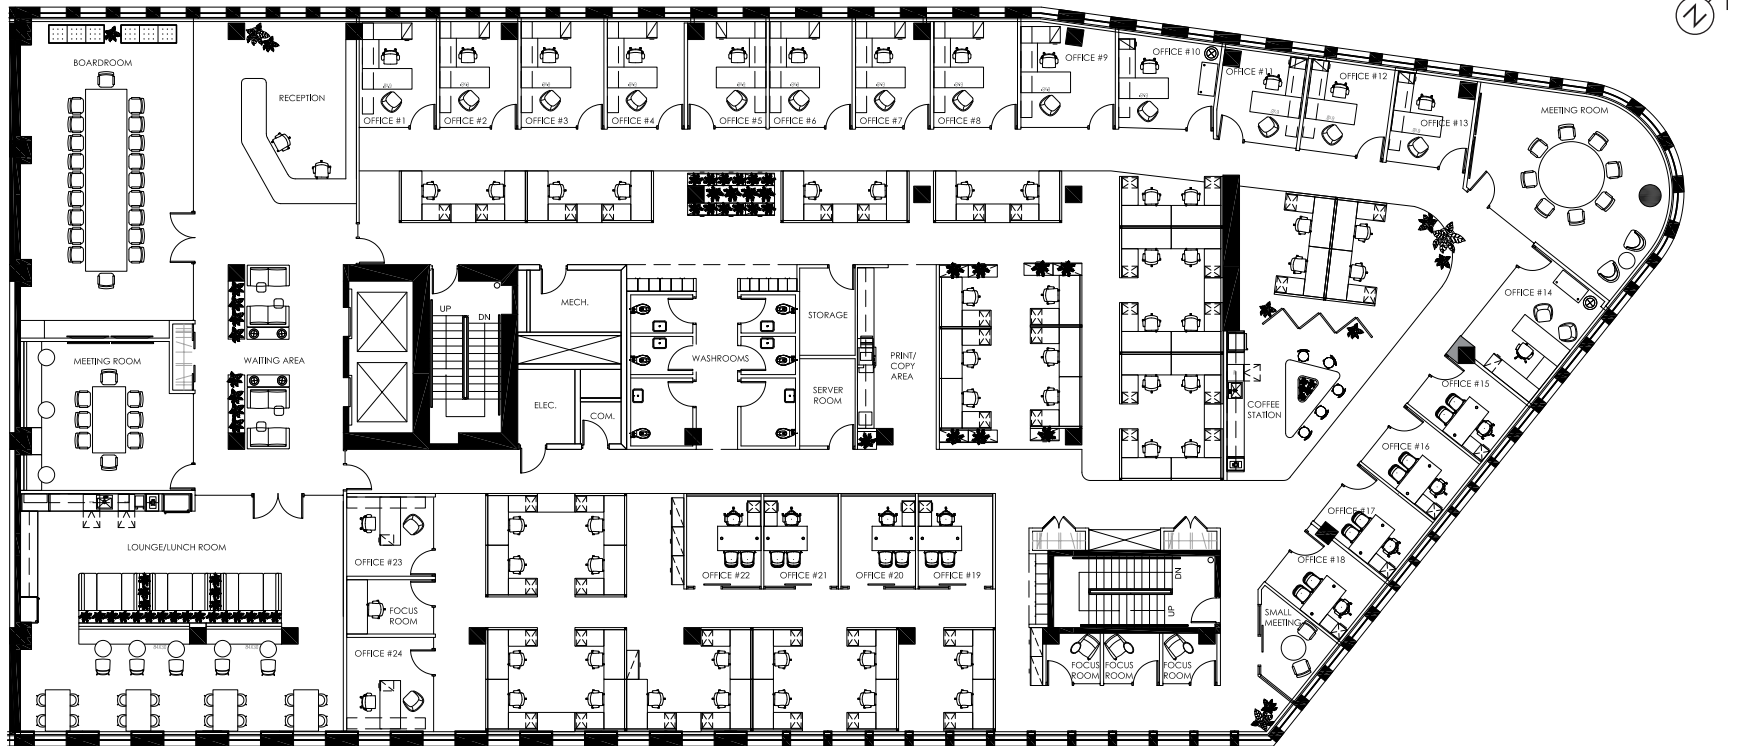 N
BOARDROOM
RECEPTION
OFFICE #1
OFFICE #2
OFFICE #3
OFFICE #4
OFFICE #5
OFFICE #6
OFFICE #7
OFFICE #8
OFFICE #9
OFFICE #10
OFFICE #11
OFFICE #12
OFFICE #13
MEETING ROOM
OFFICE #14
UP
DN
MECH.
STORAGE
WASHROOMS
PRINT/
COPY
AREA
WAITING AREA
MEETING ROOM
SERVER
ROOM
ELEC.
COM.
COFFEE
STATION
OFFICE #15
OFFICE #16
OFFICE #17
OFFICE #18
LOUNGE/LUNCH ROOM
OFFICE #23
OFFICE #22
OFFICE #21
OFFICE #20
OFFICE #19
DN
UP
FOCUS
ROOM
SMALL
MEETING
OFFICE #24
FOCUS
ROOM
FOCUS
ROOM
FOCUS
ROOM